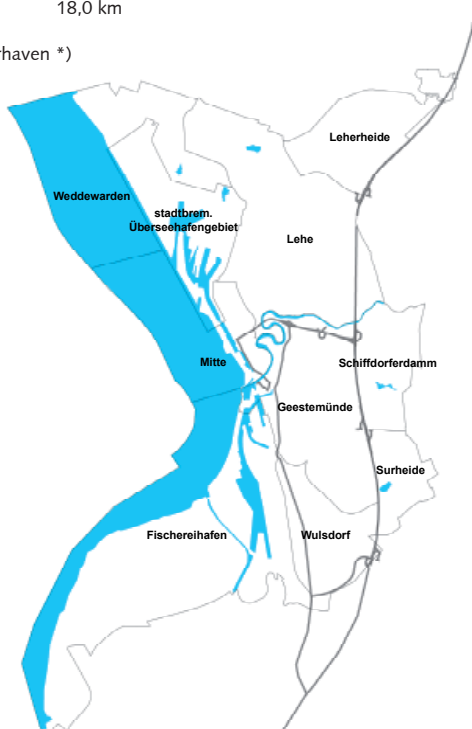 18,0 km
rhaven *)
Leherheide
Weddewarden
stadtbrem.
Überseehafengebiet
Lehe
Mitte
Schiffdorferdamm
Geestemünde
Surheide
Fischereihafen
Wulsdorf